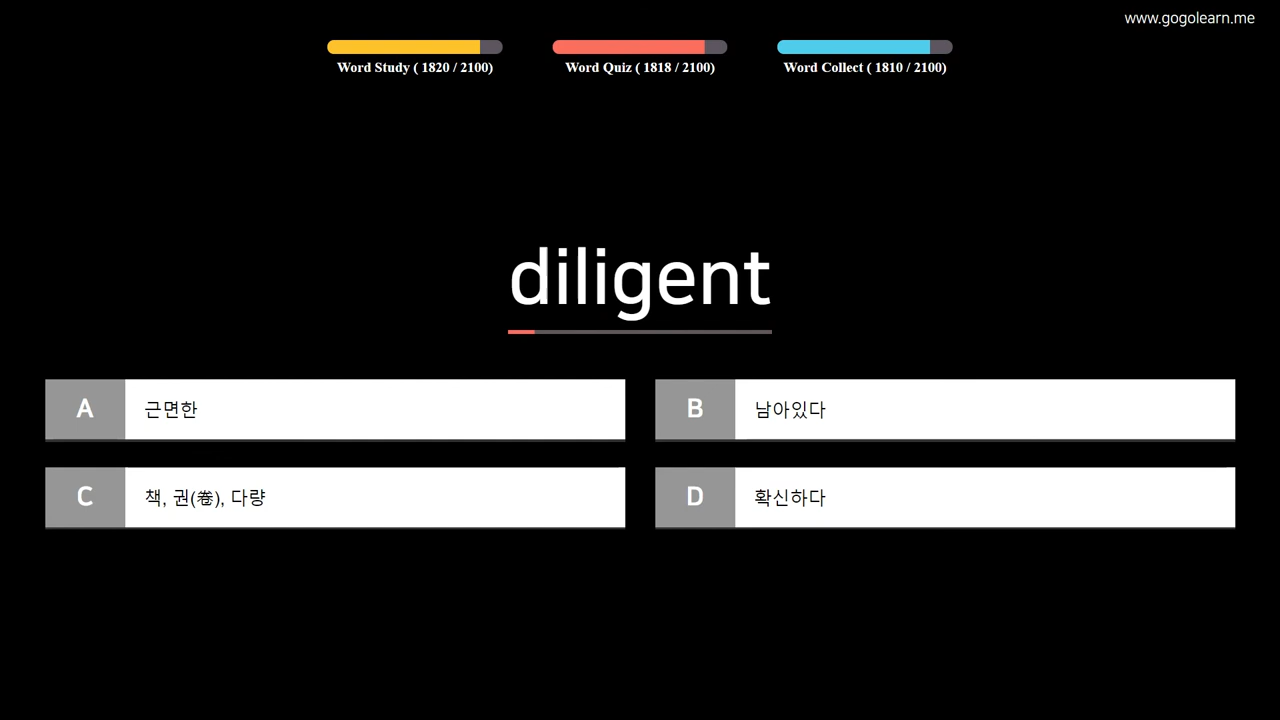 www.gogolearn.me
Word Study ( 1820 / 2100)
Word Quiz ( 1818 / 2100)
Word Collect ( 1810 / 2100)
diligent
A 근면한
B 남아있다
C 책, 권(卷), 다량
D 확신하다